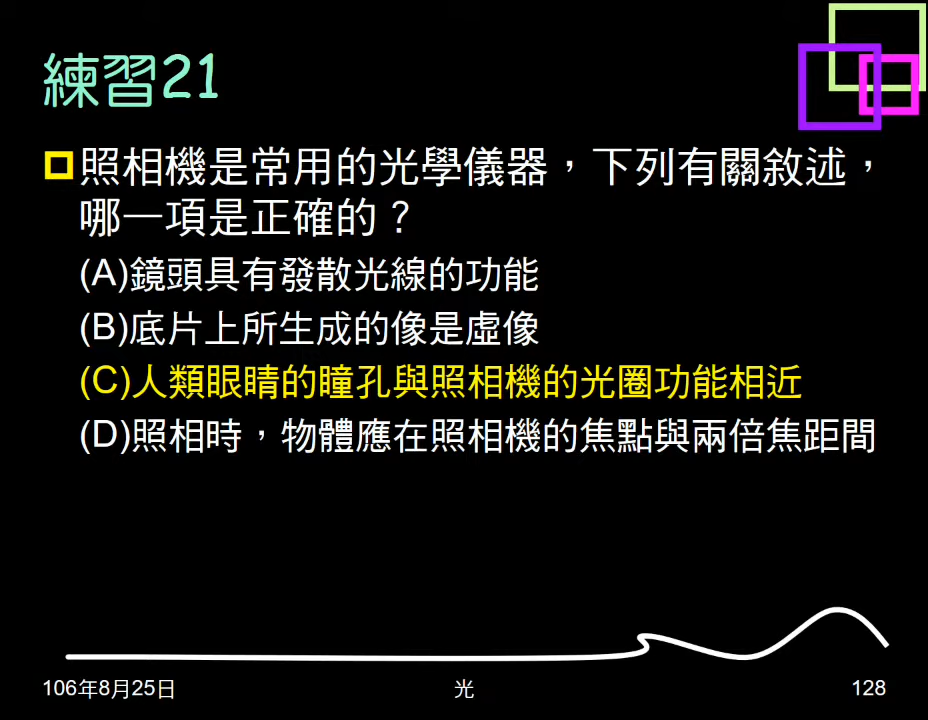 練習21
照相機是常用的光學儀器，下列有關敘述，
哪一項是正確的？
(A)鏡頭具有發散光線的功能
(B)底片上所生成的像是虛像
(C)人類眼睛的瞳孔與照相機的光圈功能相近
(D)照相時，物體應在照相機的焦點與兩倍焦距間
106年8月25日
光
128